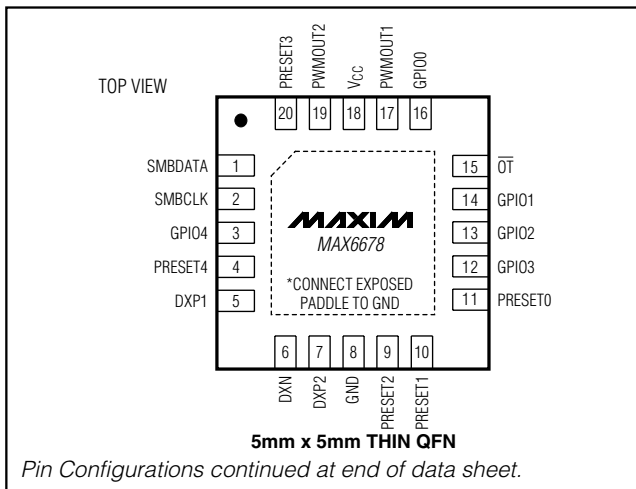 TOP VIEW
PRESET3
PWMOUT2
VCC
PWMOUT1
GPIO0
20
19
18
17
16
SMBDATA 1
SMBCLK 2
GPIO4 3
PRESET4 4
DXP1 5
MAXIM
MAX6678
*CONNECT EXPOSED
PADDLE TO GND
15 OT
14 GPIO1
13 GPIO2
12 GPIO3
11 PRESET0
6
7
8
9
10
DXN
DXP2
GND
PRESET2
PRESET1
5mm x 5mm THIN QFN
Pin Configurations continued at end of data sheet.